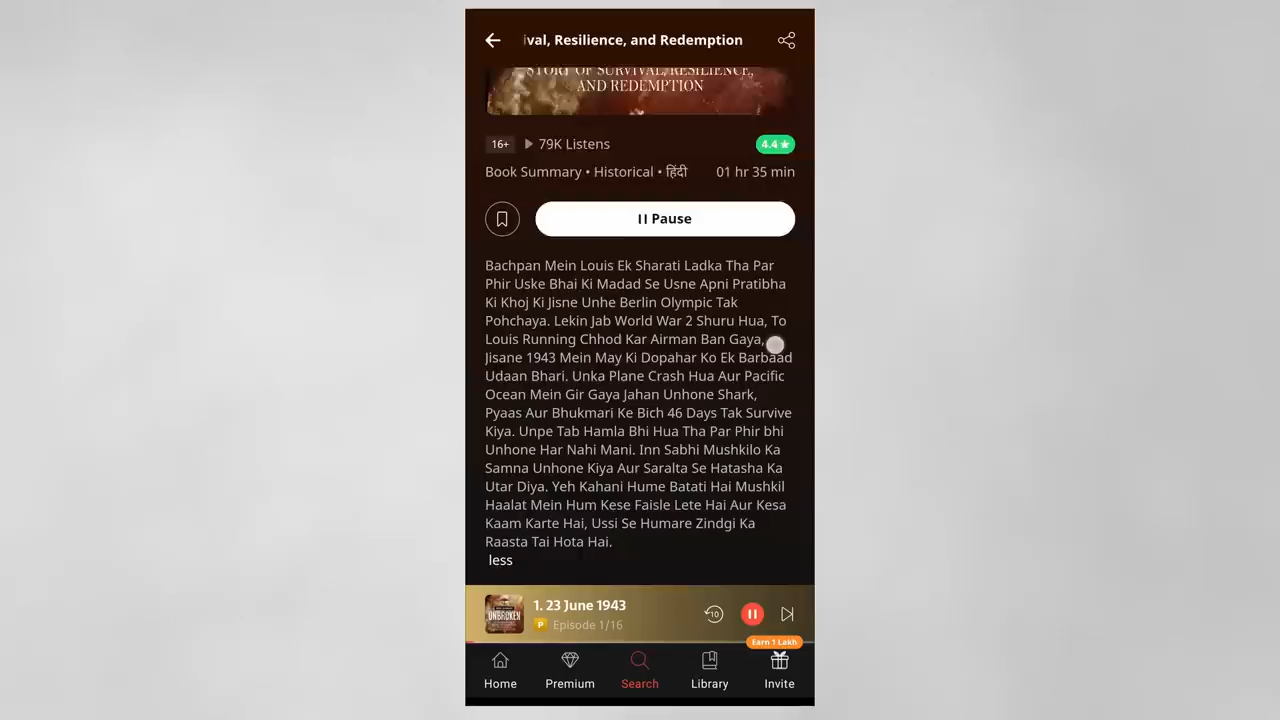 ival, Resilience, and Redemption
STORY OF SURVIVAL, RESILIENCE,
AND REDEMPTION
16+ 79K Listens 4.4 ★
Book Summary • Historical • हिंदी 01 hr 35 min
Pause
Bachpan Mein Louis Ek Sharati Ladka Tha Par
Phir Uske Bhai Ki Madad Se Usne Apni Pratibha
Ki Khoj Ki Jisne Unhe Berlin Olympic Tak
Pohchaya. Lekin Jab World War 2 Shuru Hua, To
Louis Running Chhod Kar Airman Ban Gaya,
Jisane 1943 Mein May Ki Dopahar Ko Ek Barbaad
Udaan Bhari. Unka Plane Crash Hua Aur Pacific
Ocean Mein Gir Gaya Jahan Unhone Shark,
Pyaas Aur Bhukmari Ke Bich 46 Days Tak Survive
Kiya. Unpe Tab Hamla Bhi Hua Tha Par Phir bhi
Unhone Har Nahi Mani. Inn Sabhi Mushkilo Ka
Samna Unhone Kiya Aur Saralta Se Hatasha Ka
Utar Diya. Yeh Kahani Hume Batati Hai Mushkil
Haalat Mein Hum Kese Faisle Lete Hai Aur Kesa
Kaam Karte Hai, Ussi Se Humare Zindgi Ka
Raasta Tai Hota Hai.
less
UNBROKEN
1. 23 June 1943
P Episode 1/16
10
Earn 1 Lakh
Home Premium Search Library Invite